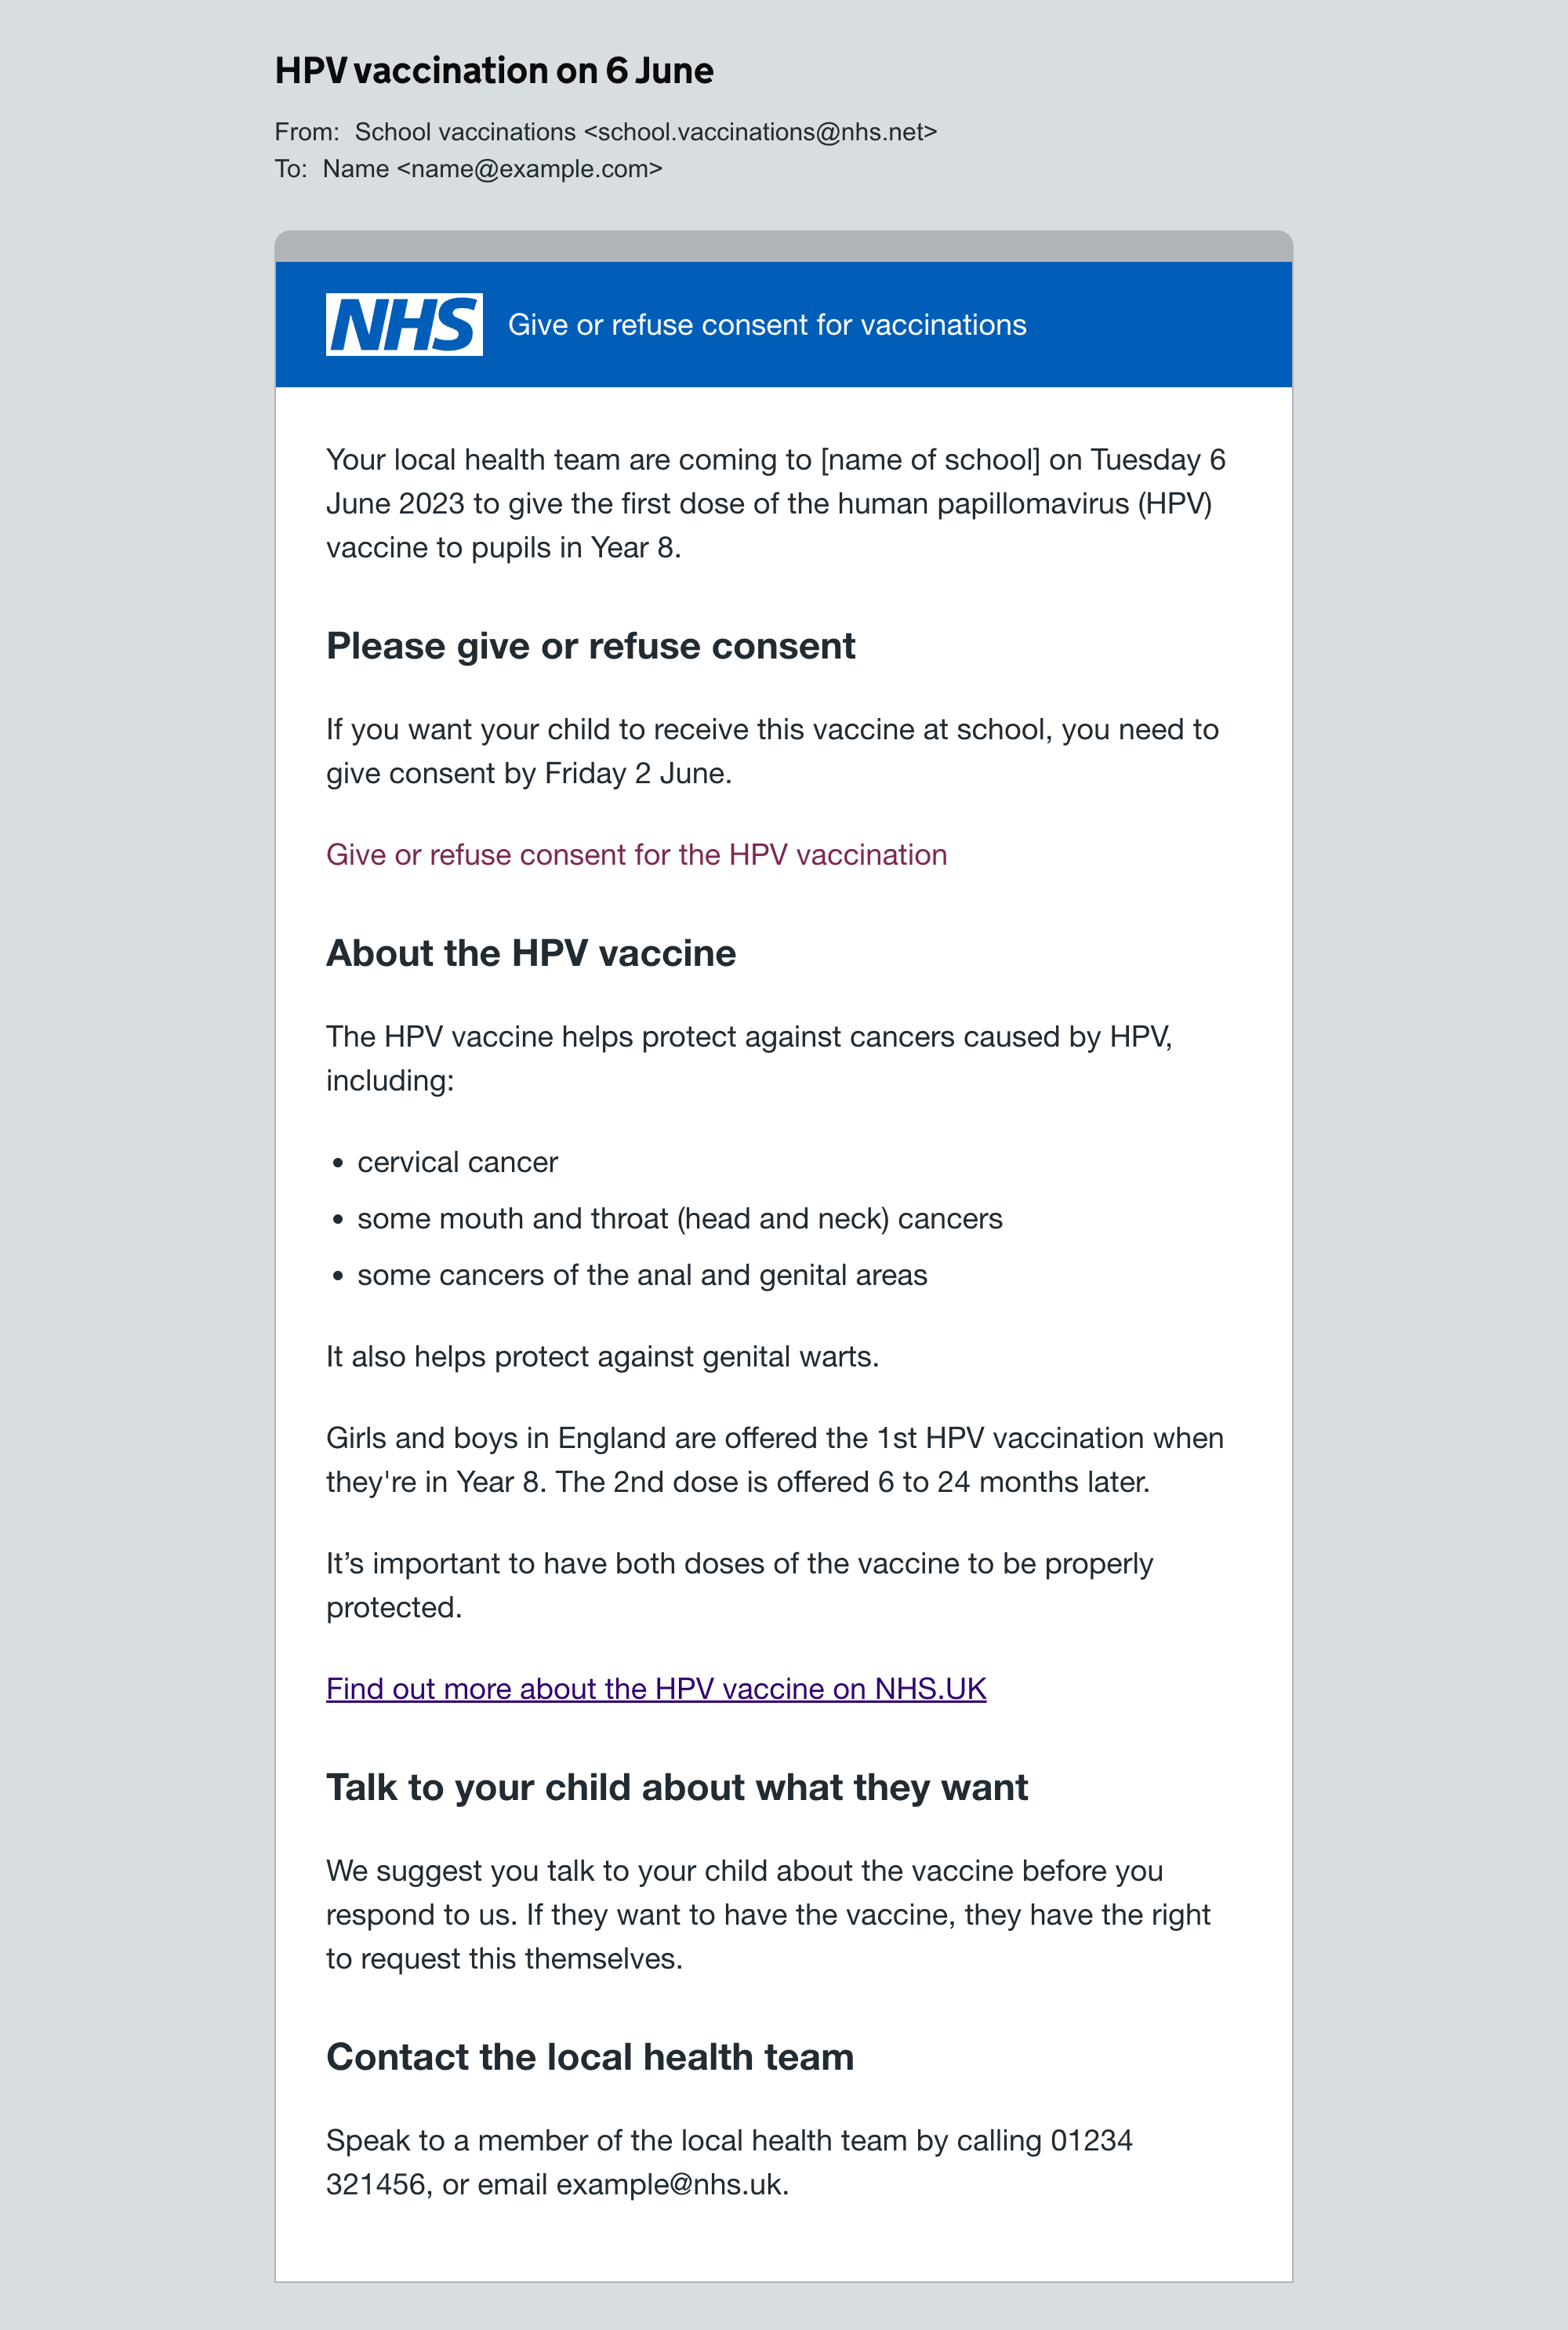 HPV vaccination on 6 June
From: School vaccinations <school.vaccinations@nhs.net>
To: Name <name@example.com>
NHS Give or refuse consent for vaccinations
Your local health team are coming to [name of school] on Tuesday 6
June 2023 to give the first dose of the human papillomavirus (HPV)
vaccine to pupils in Year 8.
Please give or refuse consent
If you want your child to receive this vaccine at school, you need to
give consent by Friday 2 June.
Give or refuse consent for the HPV vaccination
About the HPV vaccine
The HPV vaccine helps protect against cancers caused by HPV,
including:
• cervical cancer
• some mouth and throat (head and neck) cancers
• some cancers of the anal and genital areas
It also helps protect against genital warts.
Girls and boys in England are offered the 1st HPV vaccination when
they're in Year 8. The 2nd dose is offered 6 to 24 months later.
It’s important to have both doses of the vaccine to be properly
protected.
Find out more about the HPV vaccine on NHS.UK
Talk to your child about what they want
We suggest you talk to your child about the vaccine before you
respond to us. If they want to have the vaccine, they have the right
to request this themselves.
Contact the local health team
Speak to a member of the local health team by calling 01234
321456, or email example@nhs.uk.